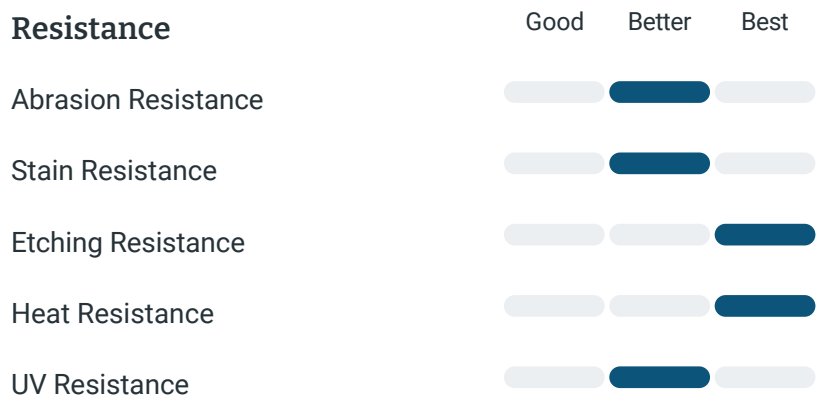 Resistance Good Better Best
Abrasion Resistance
Stain Resistance
Etching Resistance
Heat Resistance
UV Resistance